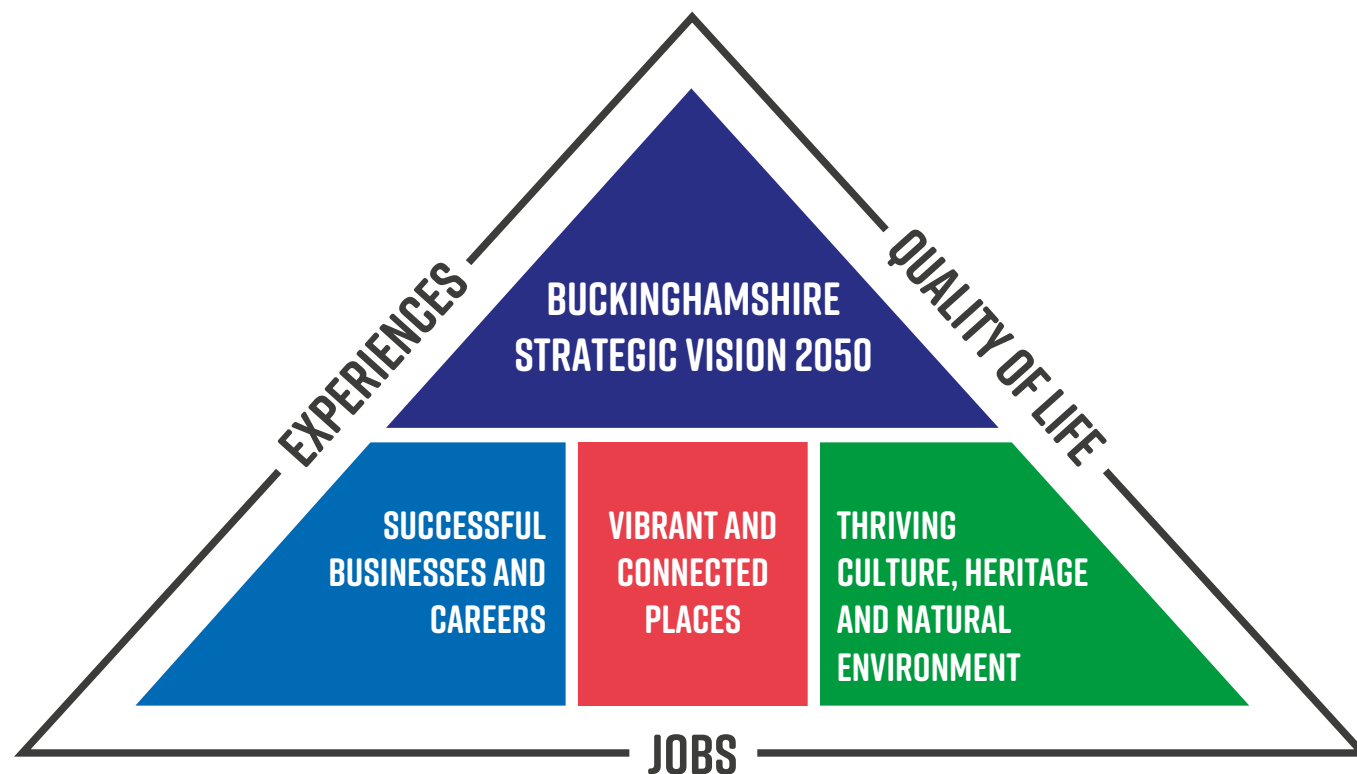 EXPERIENCES
QUALITY OF LIFE
BUCKINGHAMSHIRE
STRATEGIC VISION 2050
SUCCESSFUL
BUSINESSES AND
CAREERS
VIBRANT AND
CONNECTED
PLACES
THRIVING
CULTURE, HERITAGE
AND NATURAL
ENVIRONMENT
JOBS